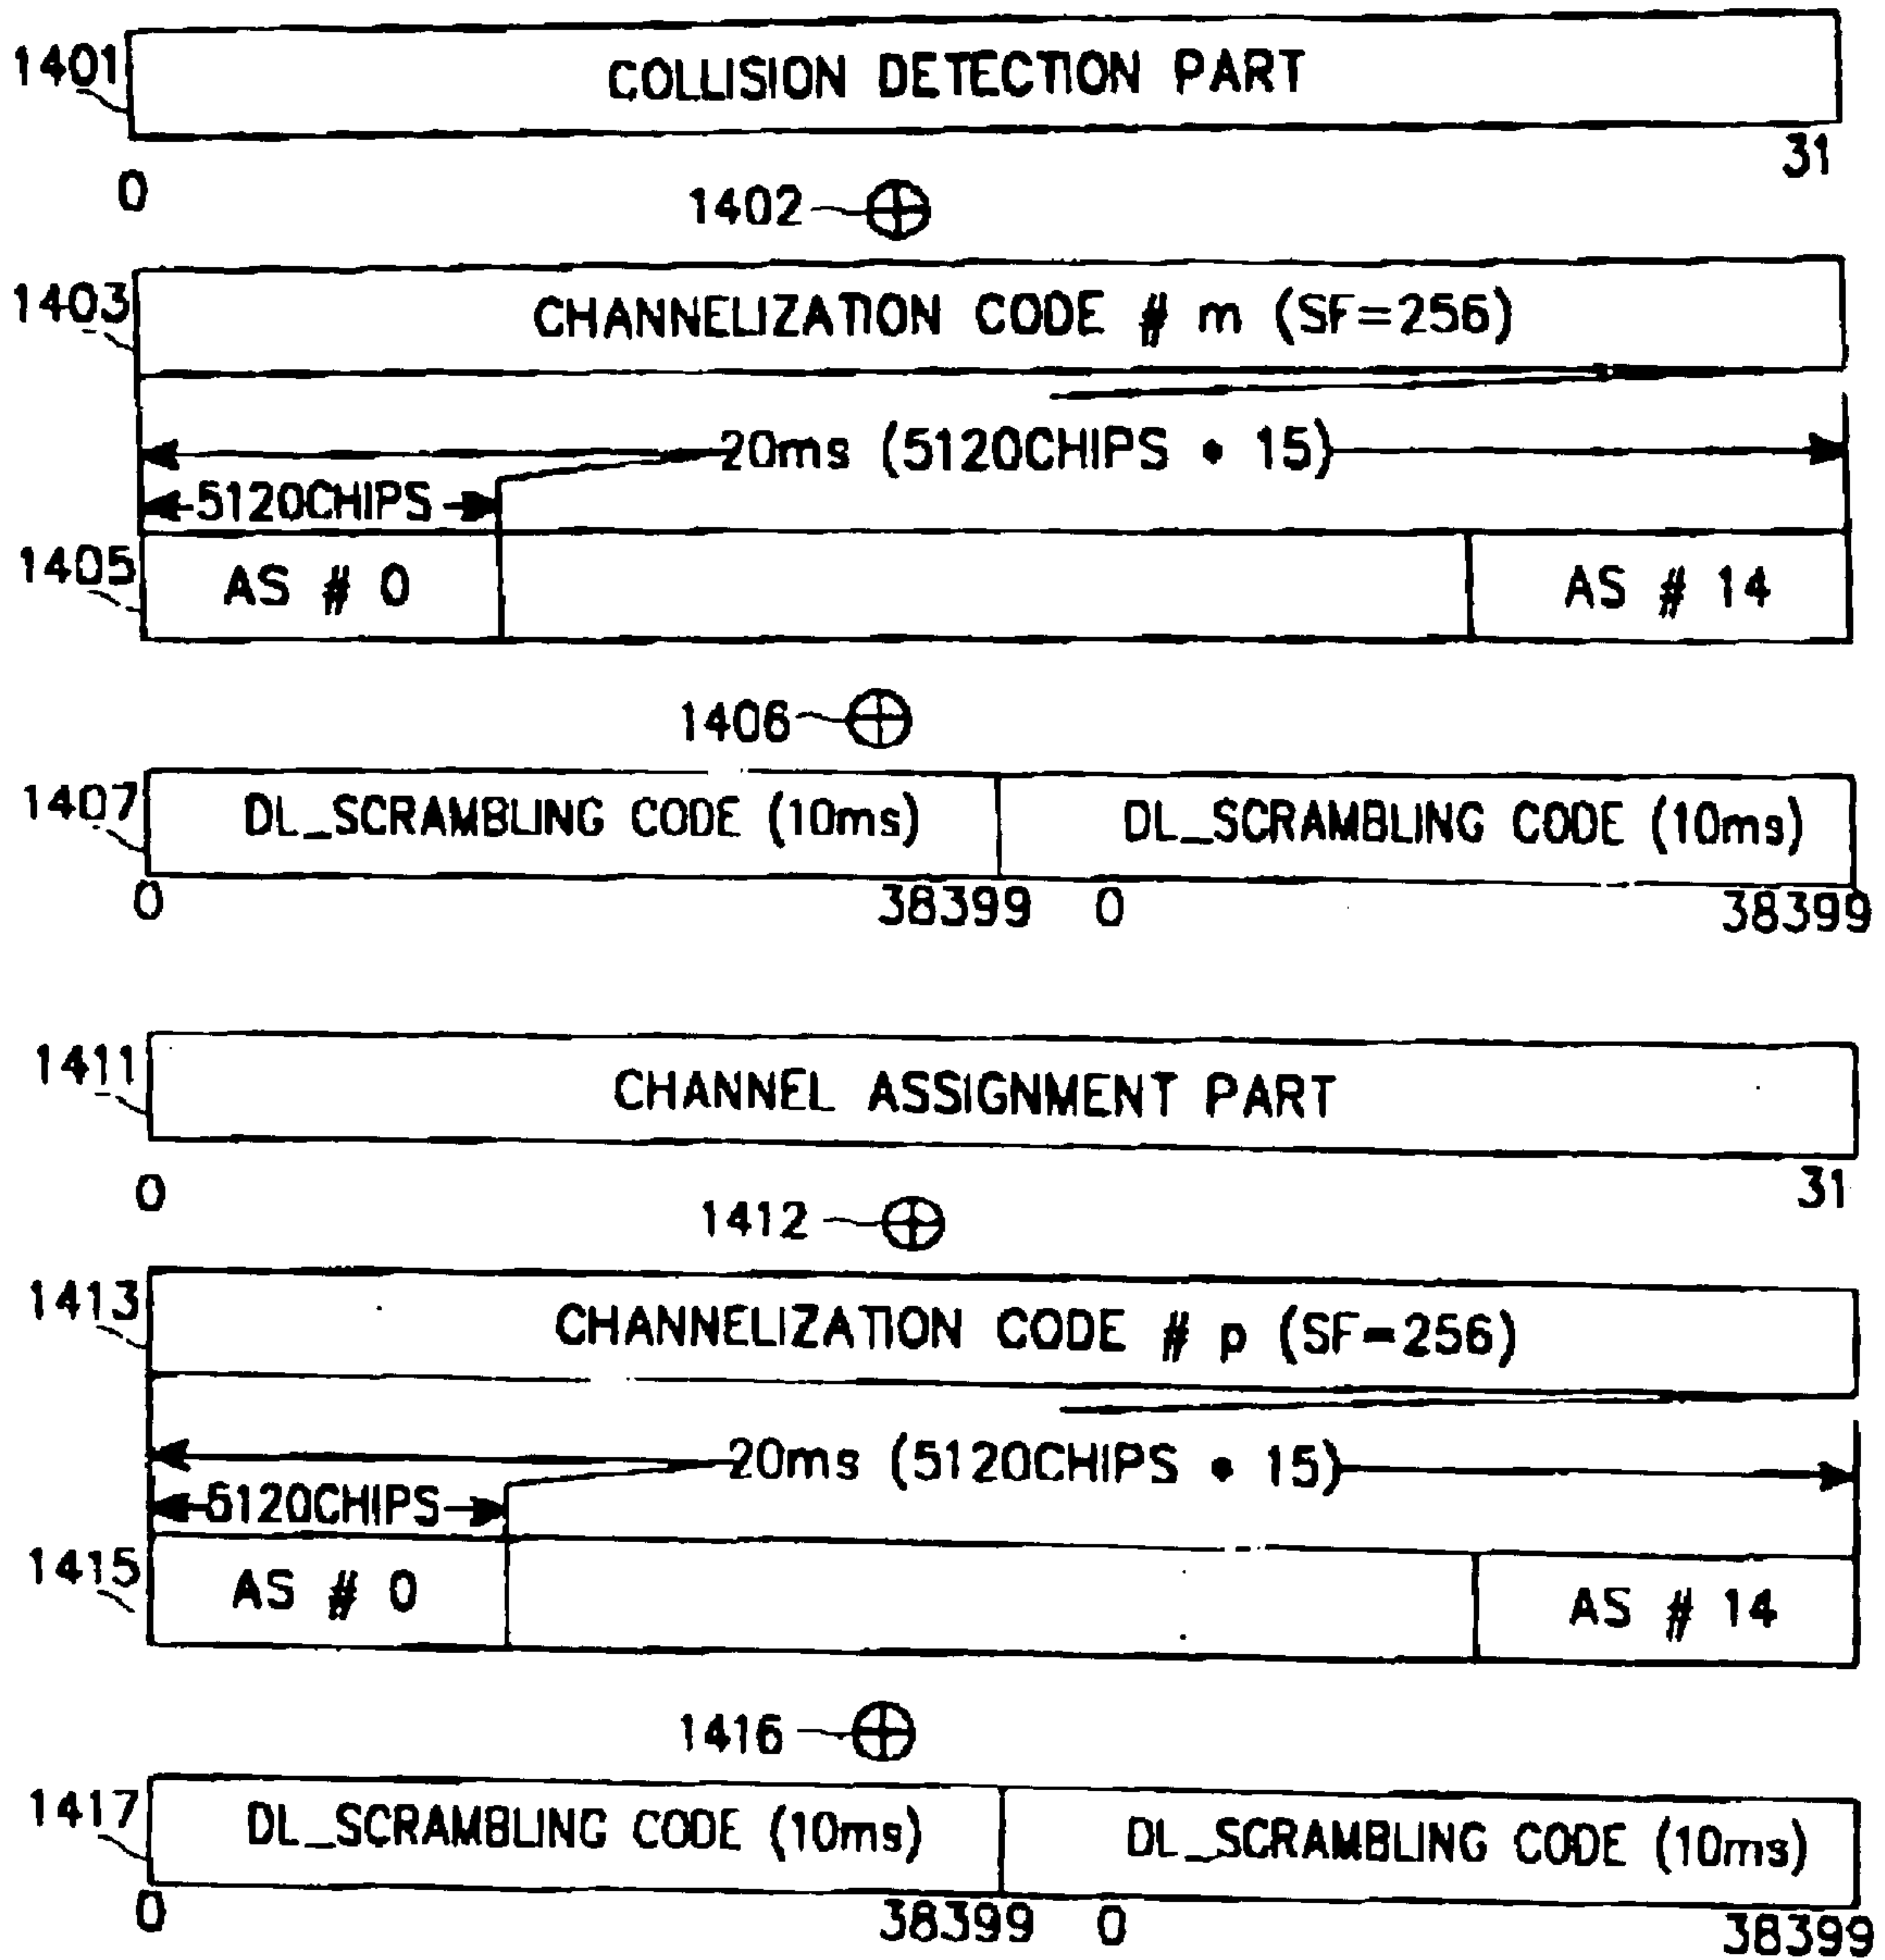 1401
COLLISION DETECTION PART
0 31
1402
1403
CHANNELIZATION CODE # m (SF=256)
20ms (5120CHIPS • 15)
5120CHIPS
1405
AS # 0 AS # 14
1406
1407
DL_SCRAMBLING CODE (10ms) DL_SCRAMBLING CODE (10ms)
0 38399 0 38399
1411
CHANNEL ASSIGNMENT PART
0 31
1412
1413
CHANNELIZATION CODE # p (SF=256)
20ms (5120CHIPS • 15)
5120CHIPS
1415
AS # 0 AS # 14
1416
1417
DL_SCRAMBLING CODE (10ms) DL_SCRAMBLING CODE (10ms)
0 38399 0 38399